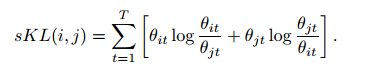 sKL(i, j) = \sum_{t=1}^{T} \left[ \theta_{it} \log \frac{\theta_{it}}{\theta_{jt}} + \theta_{jt} \log \frac{\theta_{jt}}{\theta_{it}} \right].